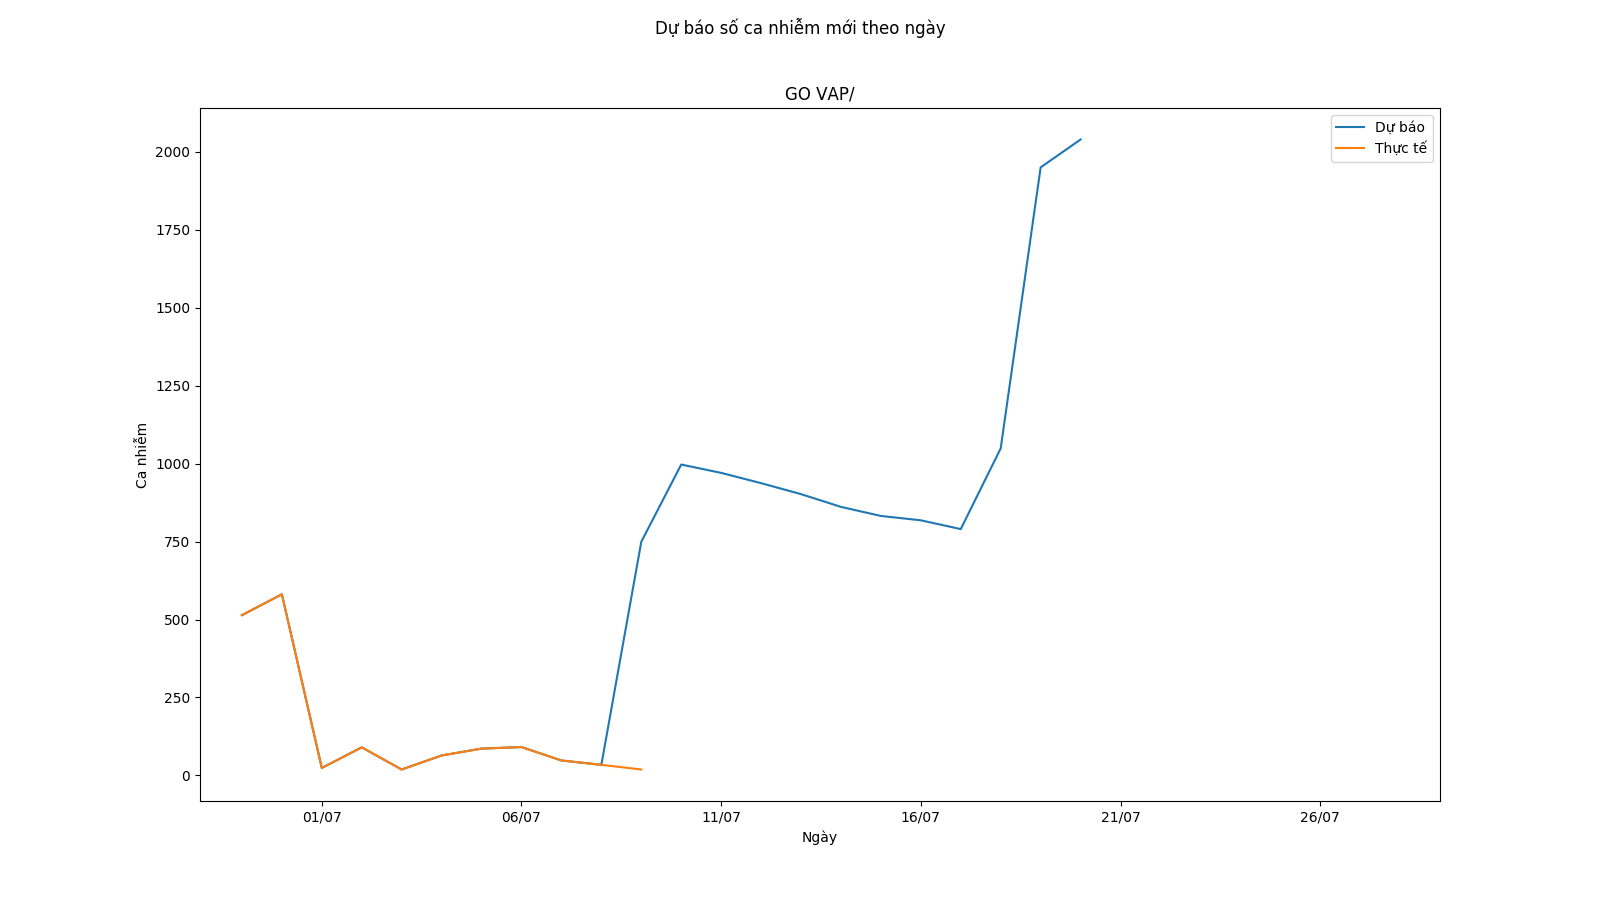 Dự báo số ca nhiễm mới theo ngày
GO VAP/
Dự báo
Thực tế
2000
1750
1500
1250
1000
750
500
250
0
Ca nhiễm
01/07
06/07
11/07
16/07
21/07
26/07
Ngày